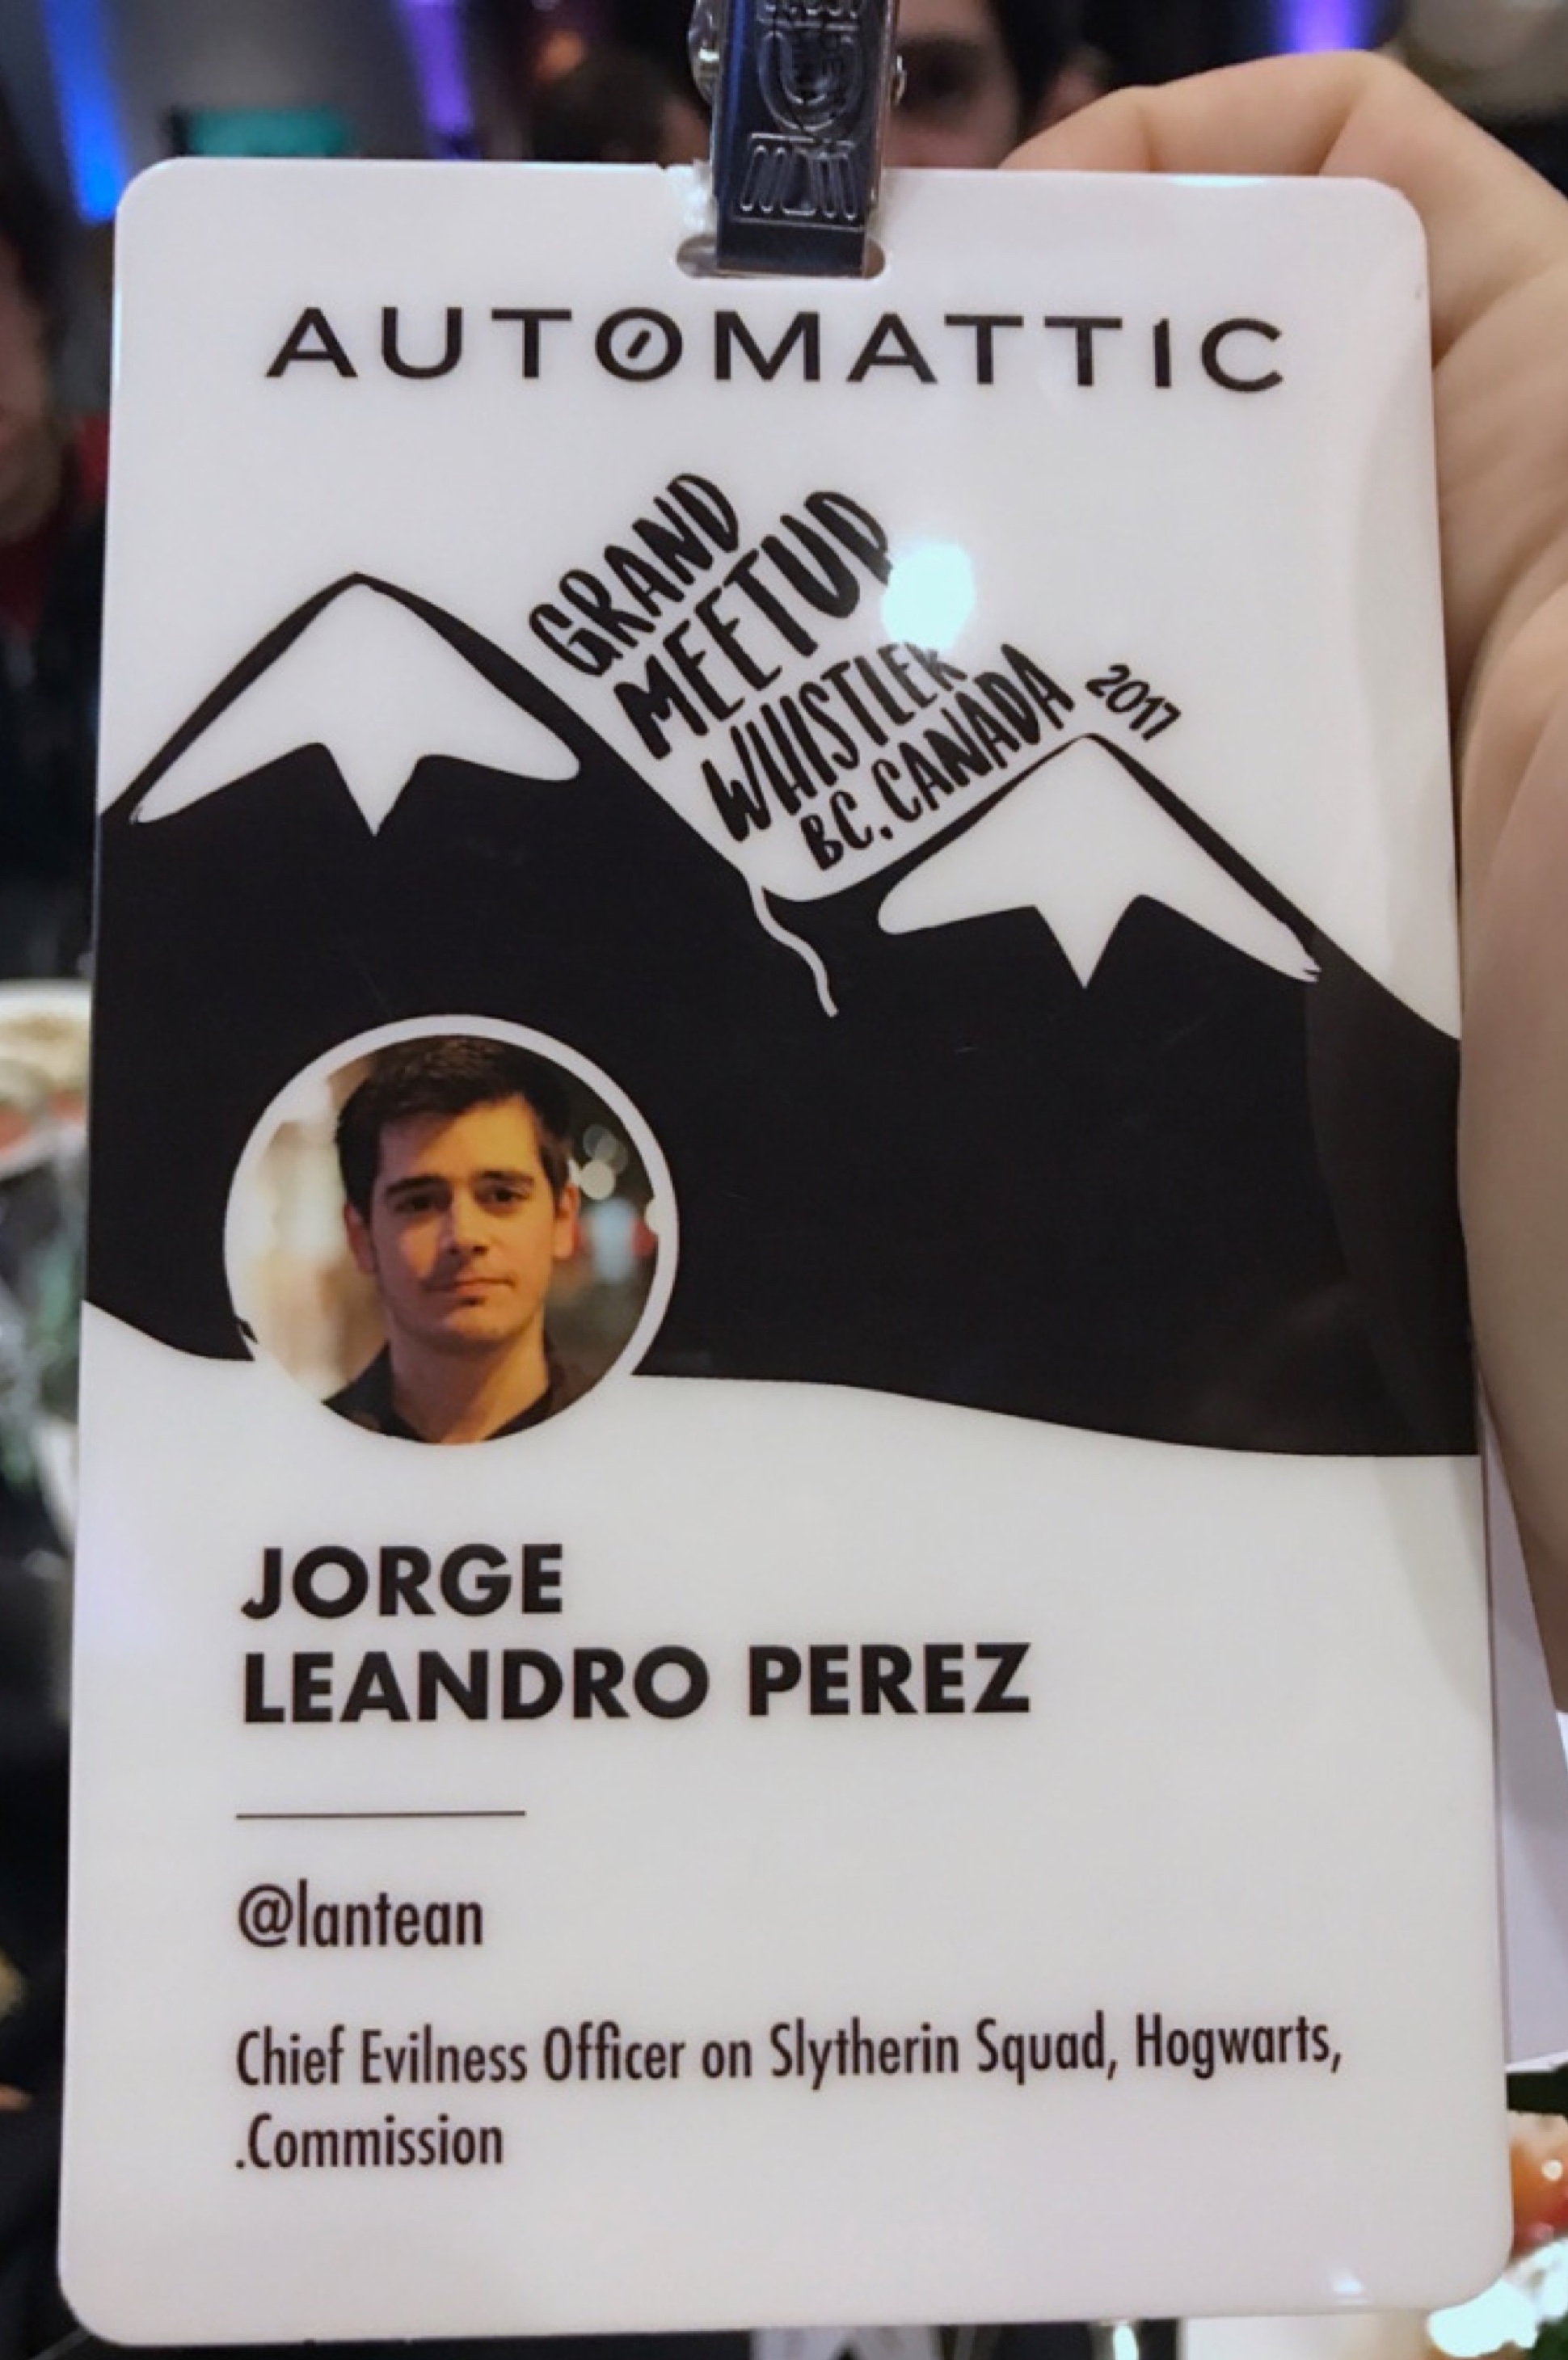 AUTOMATTIC
GRAND
MEETUP
WHISTLER
BC. CANADA
2017
JORGE
LEANDRO PEREZ
@lantean
Chief Evilness Officer on Slytherin Squad, Hogwarts,
.Commission